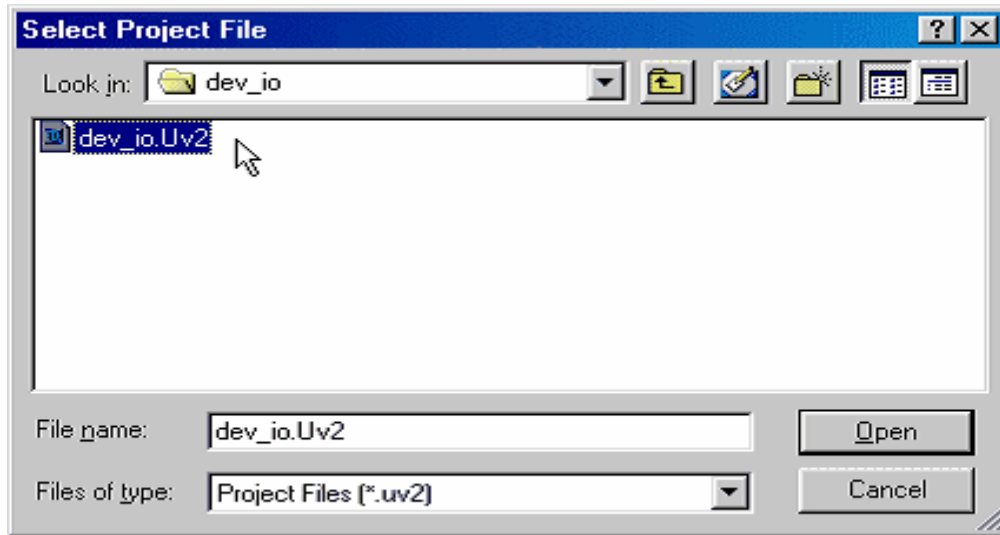 Select Project File
Look in: dev_io
dev_io.Uv2
File name: dev_io.Uv2 Open
Files of type: Project Files (*.uv2) Cancel